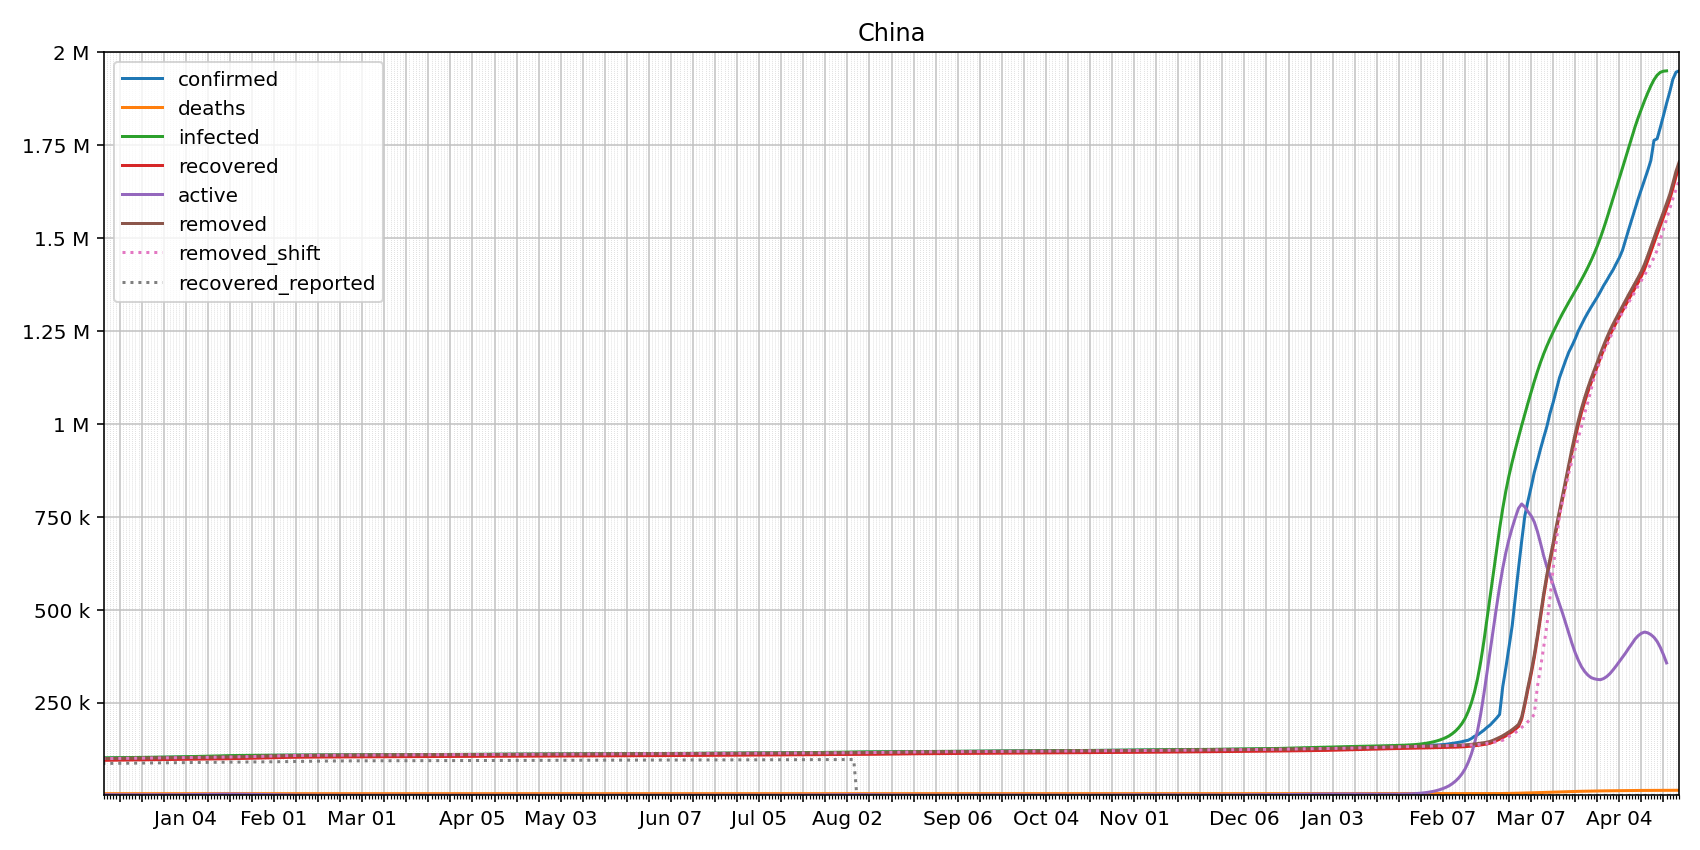 China
2 M
1.75 M
1.5 M
1.25 M
1 M
750 k
500 k
250 k
confirmed
deaths
infected
recovered
active
removed
removed_shift
recovered_reported
Jan 04 Feb 01 Mar 01 Apr 05 May 03 Jun 07 Jul 05 Aug 02 Sep 06 Oct 04 Nov 01 Dec 06 Jan 03 Feb 07 Mar 07 Apr 04